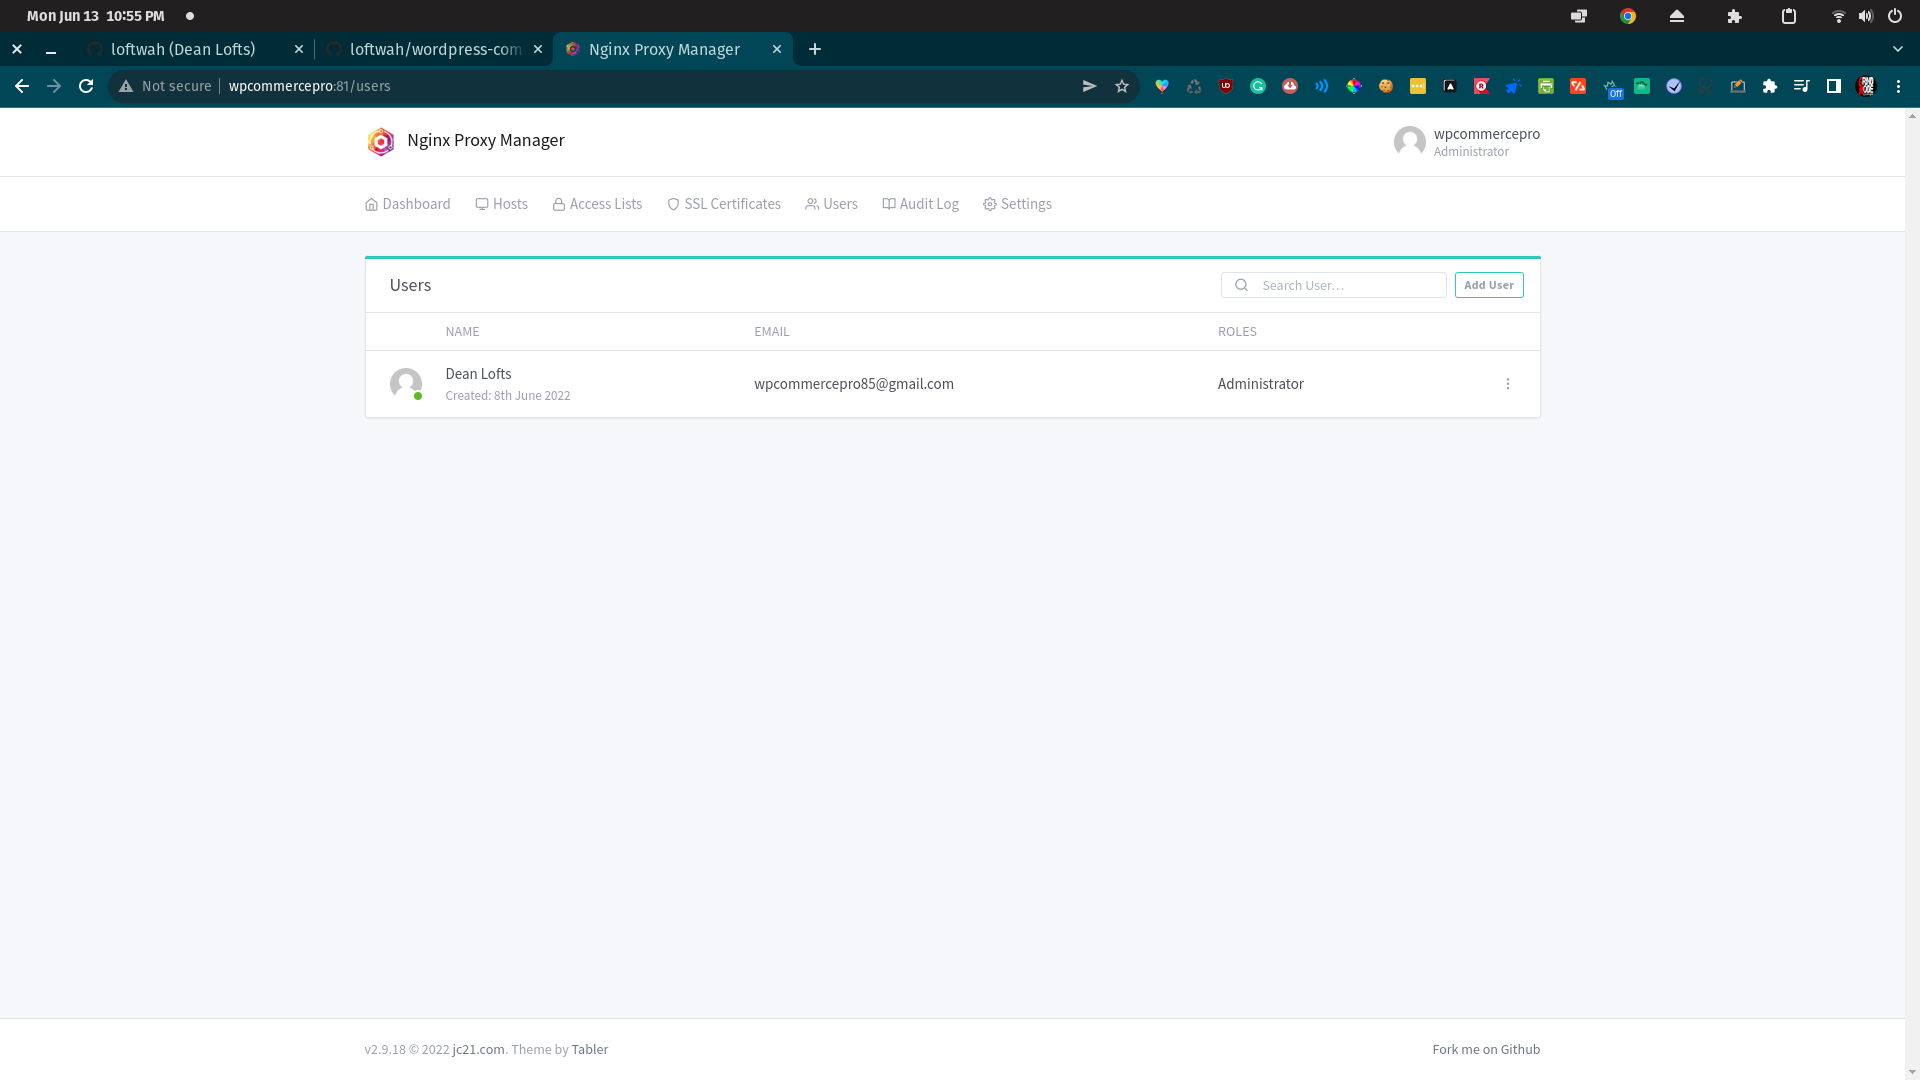 Mon Jun 13 10:55 PM
loftwah (Dean Lofts)
loftwah/wordpress-com
Nginx Proxy Manager
Not secure
wpcommercepro:81/users
Off
Nginx Proxy Manager
wpcommercepro
Administrator
Dashboard
Hosts
Access Lists
SSL Certificates
Users
Audit Log
Settings
Users
Search User…
Add User
NAME
EMAIL
ROLES
Dean Lofts
Created: 8th June 2022
wpcommercepro85@gmail.com
Administrator
v2.9.18 © 2022 jc21.com. Theme by Tabler
Fork me on Github